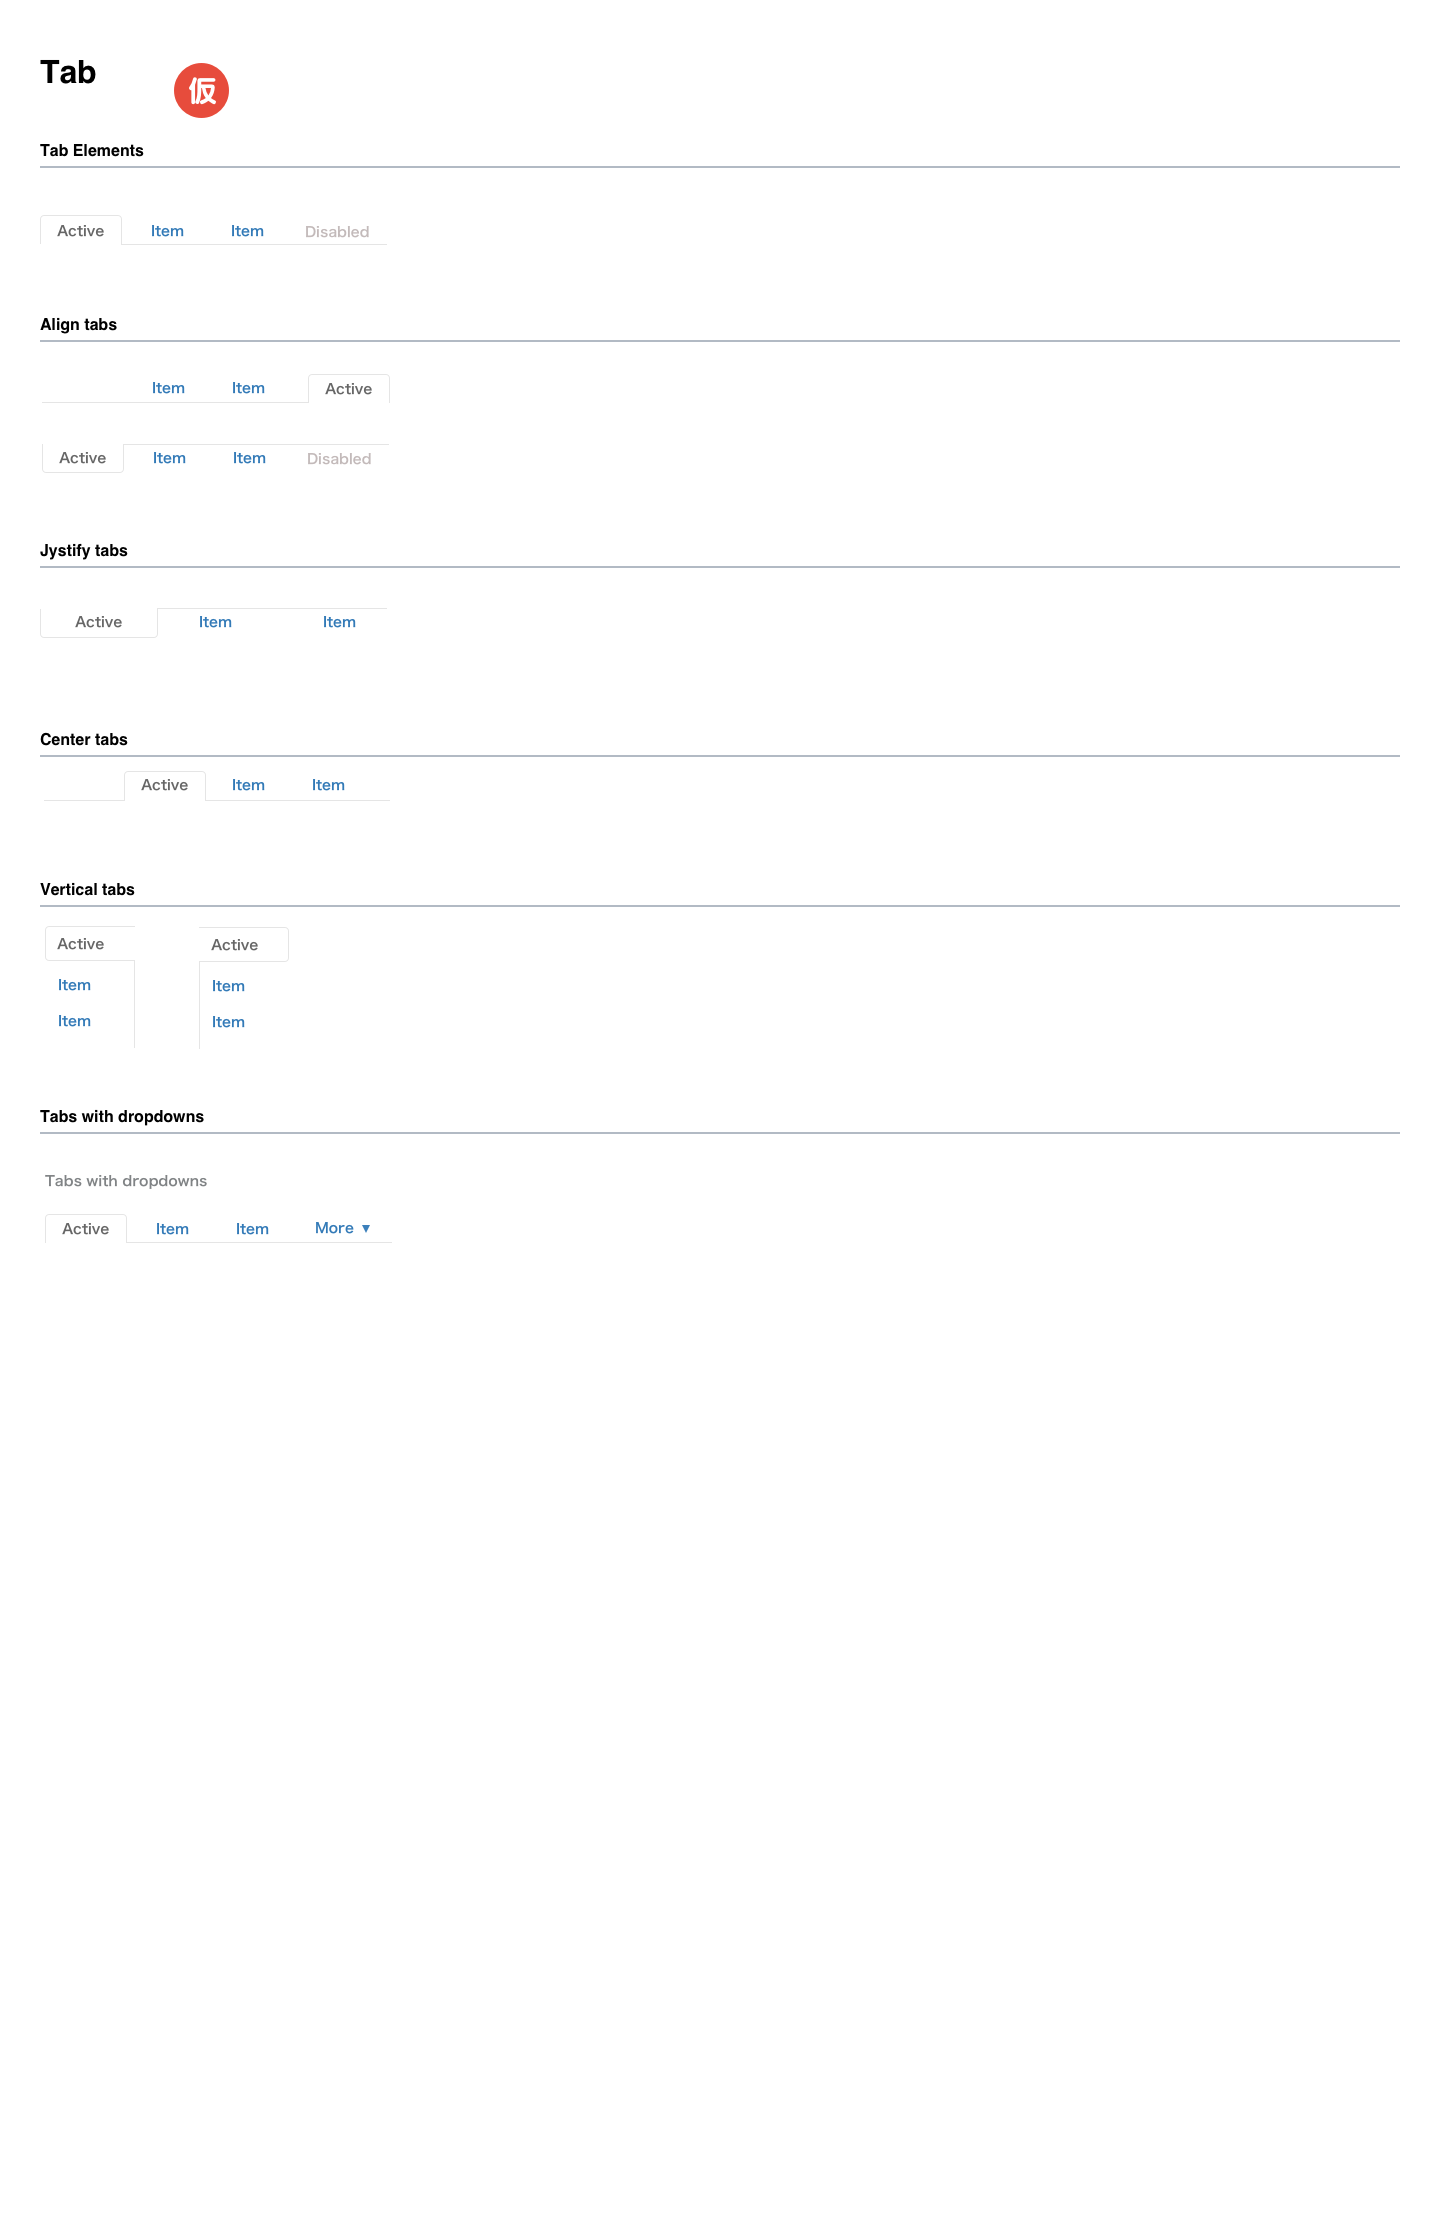 Tab
仮
Tab Elements
Active Item Item Disabled
Align tabs
Item Item Active
Active Item Item Disabled
Jystify tabs
Active Item Item
Center tabs
Active Item Item
Vertical tabs
Active Active
Item Item
Item Item
Tabs with dropdowns
Tabs with dropdowns
Active Item Item More ▼